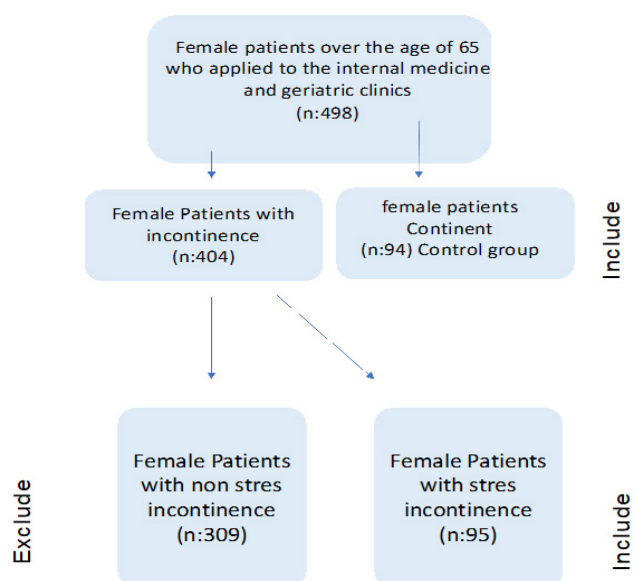 Female patients over the age of 65
who applied to the internal medicine
and geriatric clinics
(n:498)
Female Patients with
incontinence
(n:404)
female patients
Continent
(n:94) Control group
Include
Female Patients
with non stres
incontinence
(n:309)
Female Patients
with stres
incontinence
(n:95)
Exclude
Include